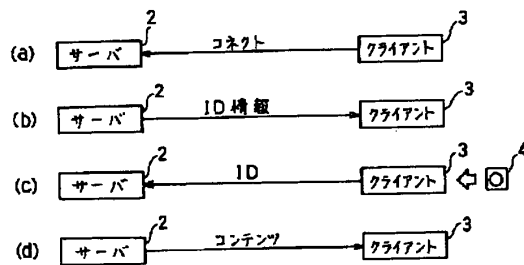 2 3
(a) サーバ コネクト クライアント
2 3
(b) サーバ ID情報 クライアント
2 3 4
(c) サーバ ID クライアント
2 3
(d) サーバ コンテンツ クライアント